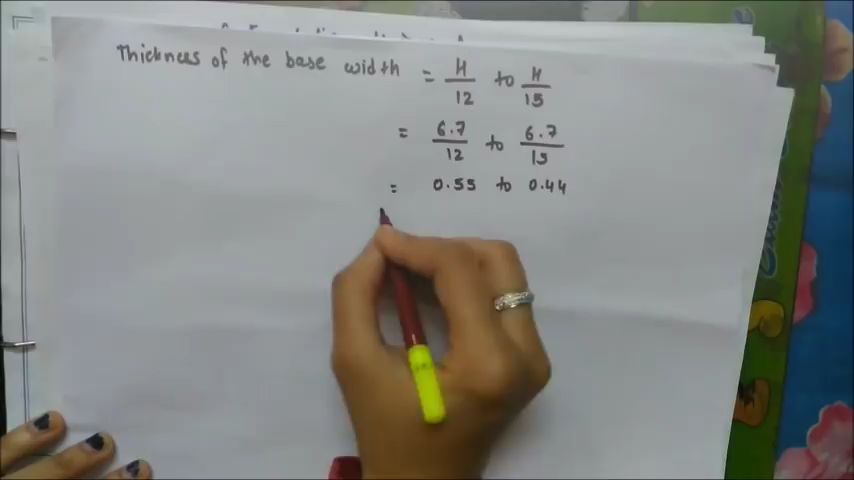 Thickness of the base width = H/12 to H/15
= 6.7/12 to 6.7/15
= 0.55 to 0.44